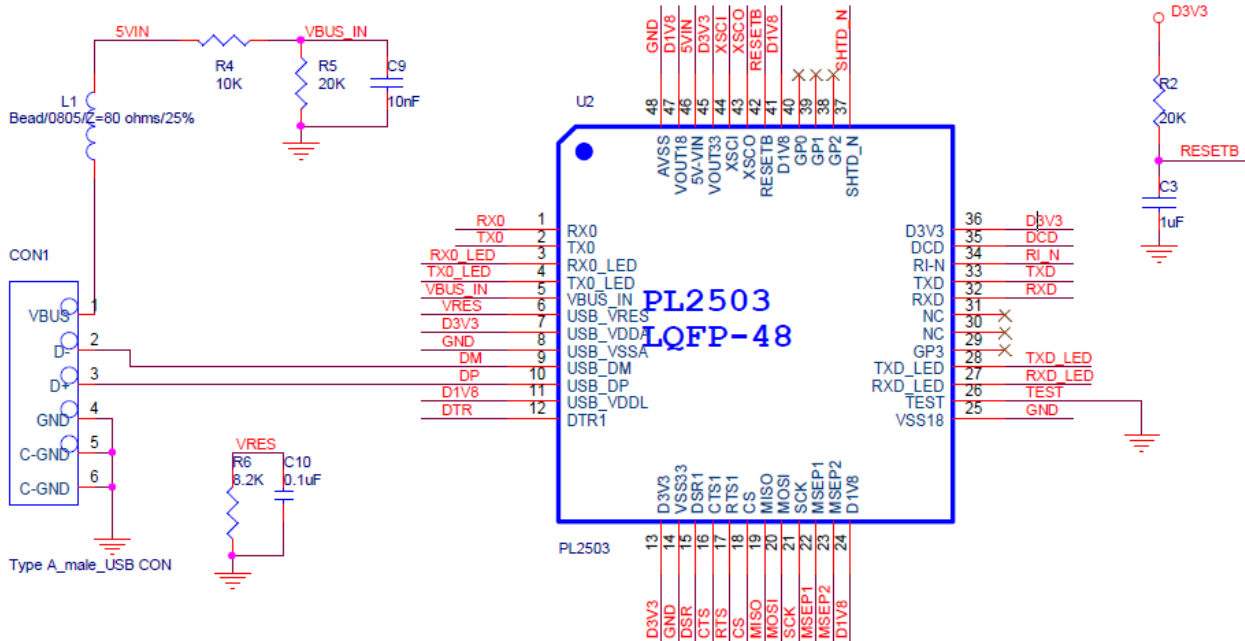 5VIN
VBUS_IN
R4
10K
R5
20K
C9
10nF
L1
Bead/0805/Z=80 ohms/25%
CON1
VBUS
1
D-
2
D+
3
GND
4
C-GND
5
C-GND
6
Type A_male_USB CON
VRES
R6
8.2K
C10
0.1uF
U2
GND
D1V8
5VIN
D3V3
XSCI
XSCO
RESETB
D1V8
SHTD_N
48
47
46
45
44
43
42
41
40
39
38
37
AVSS
VOUT18
5V-VIN
VOUT33
XSCI
XSCO
RESETB
D1V8
GP0
GP1
GP2
SHTD_N
RX0 1 RX0
TX0 2 TX0
RX0_LED 3 RX0_LED
TX0_LED 4 TX0_LED
VBUS_IN 5 VBUS_IN
VRES 6 USB_VRES
D3V3 7 USB_VDDA
GND 8 USB_VSSA
DM 9 USB_DM
DP 10 USB_DP
D1V8 11 USB_VDDL
DTR 12 DTR1
PL2503
LQFP-48
D3V3 36 D3V3
DCD 35 DCD
RI-N 34 RI_N
TXD 33 TXD
RXD 32 RXD
NC 31
NC 30
GP3 29
TXD_LED 28 TXD_LED
RXD_LED 27 RXD_LED
TEST 26 TEST
VSS18 25 GND
D3V3
VSS33
DSR1
CTS1
RTS1
CS
MISO
MOSI
SCK
MSEP1
MSEP2
D1V8
PL2503
13
14
15
16
17
18
19
20
21
22
23
24
D3V3
GND
DSR
CTS
RTS
CS
MISO
MOSI
SCK
MSEP1
MSEP2
D1V8
D3V3
R2
20K
RESETB
C3
1uF